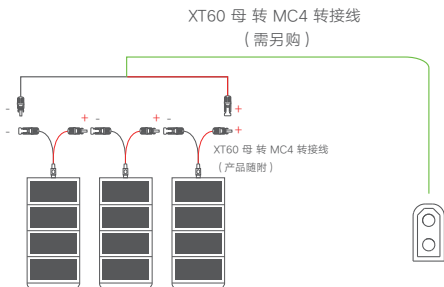 XT60 母 转 MC4 转接线
(需另购)
- +
- + - + - +
XT60 母 转 MC4 转接线
(产品随附)